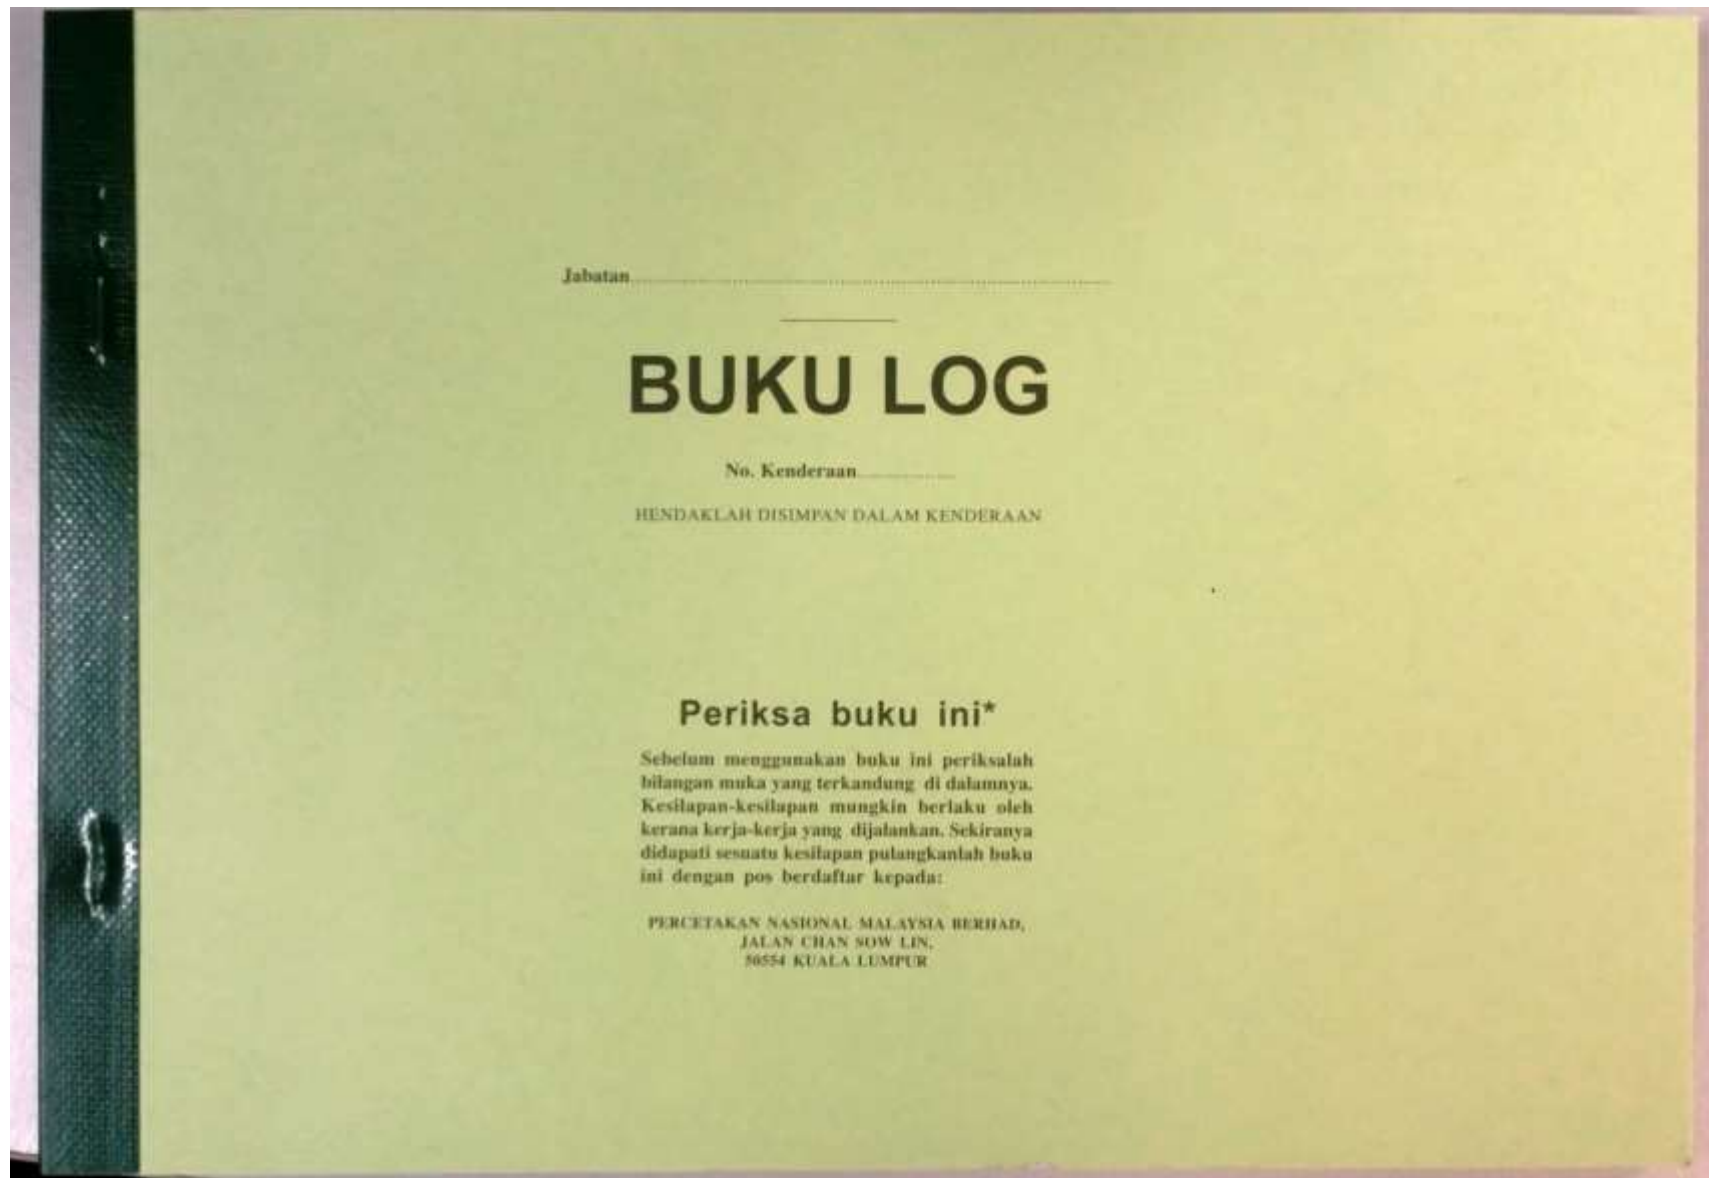 Jabatan
BUKU LOG
No. Kenderaan
HENDAKLAH DISIMPAN DALAM KENDERAAN
Periksa buku ini*
Sebelum menggunakan buku ini periksalah
bilangan muka yang terkandung di dalamnya.
Kesilapan-kesilapan mungkin berlaku oleh
kerana kerja-kerja yang dijalankan. Sekiranya
didapati sesuatu kesilapan pulangkanlah buku
ini dengan pos berdaftar kepada:
PERCETAKAN NASIONAL MALAYSIA BERHAD,
JALAN CHAN SOW LIN,
50554 KUALA LUMPUR